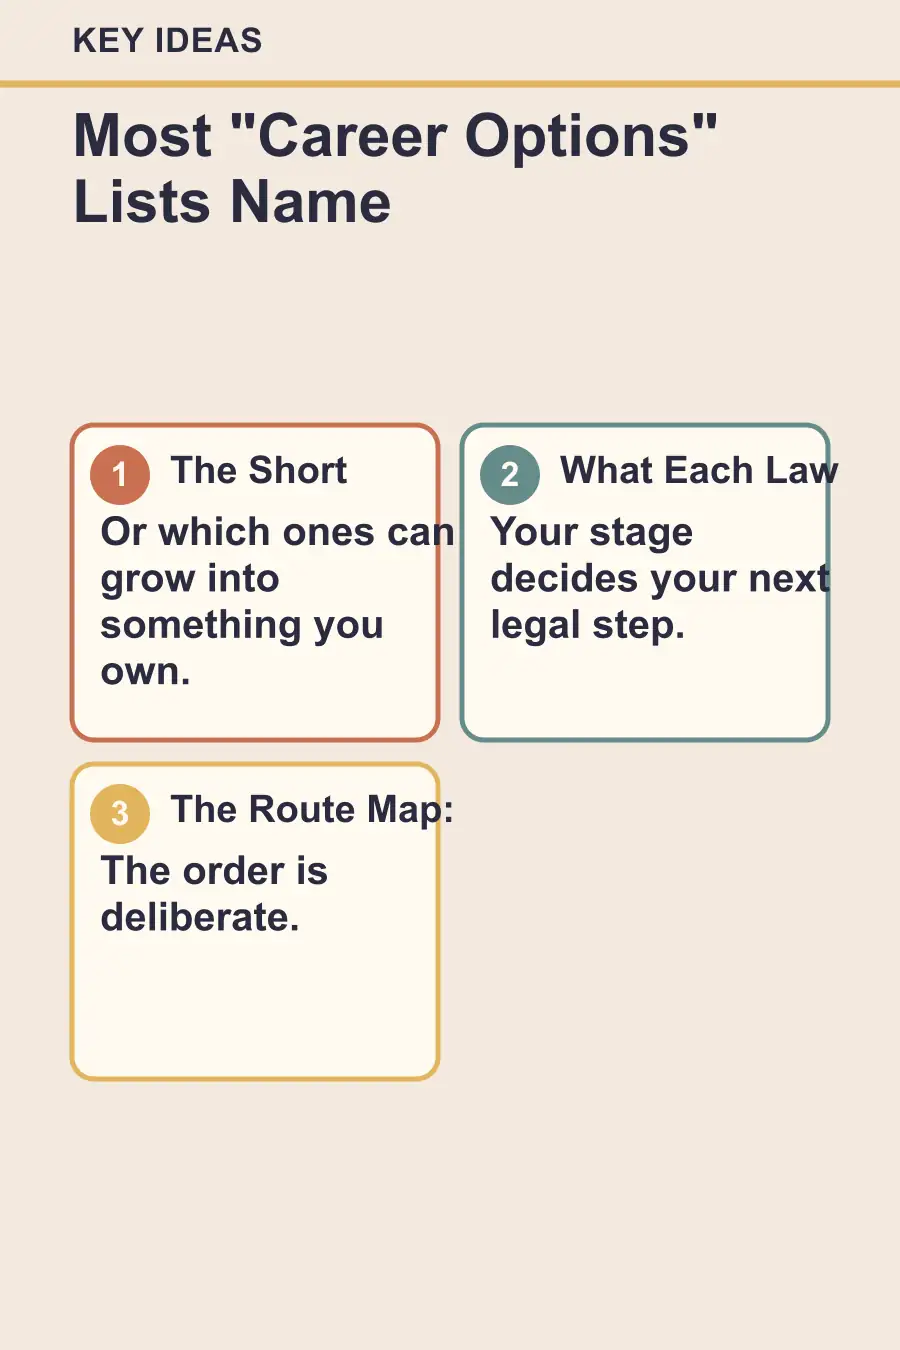 KEY IDEAS
Most "Career Options"
Lists Name
1 The Short
Or which ones can
grow into
something you
own.
2 What Each Law
Your stage
decides your next
legal step.
3 The Route Map:
The order is
deliberate.